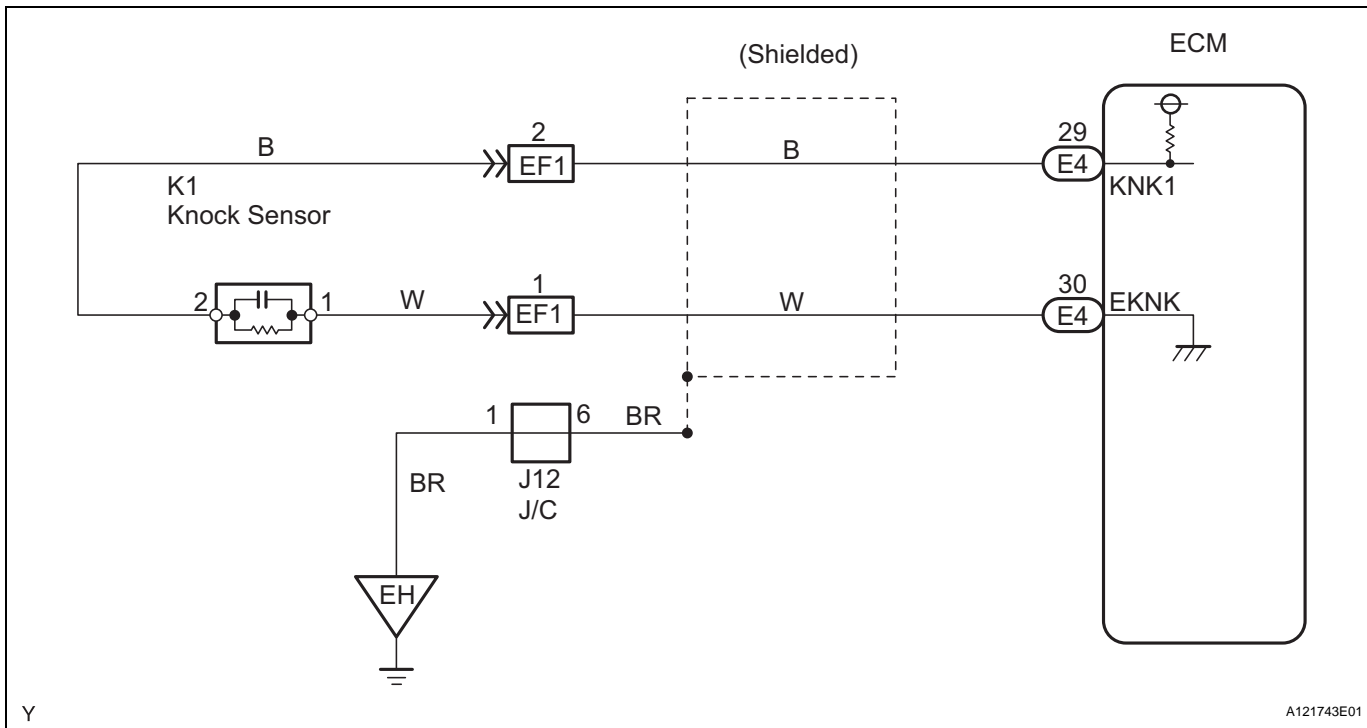 (Shielded)
ECM
B
2
EF1
B
29
E4
KNK1
K1
Knock Sensor
2
1
W
1
EF1
W
30
E4
EKNK
1
6
BR
J12
J/C
BR
EH
Y
A121743E01